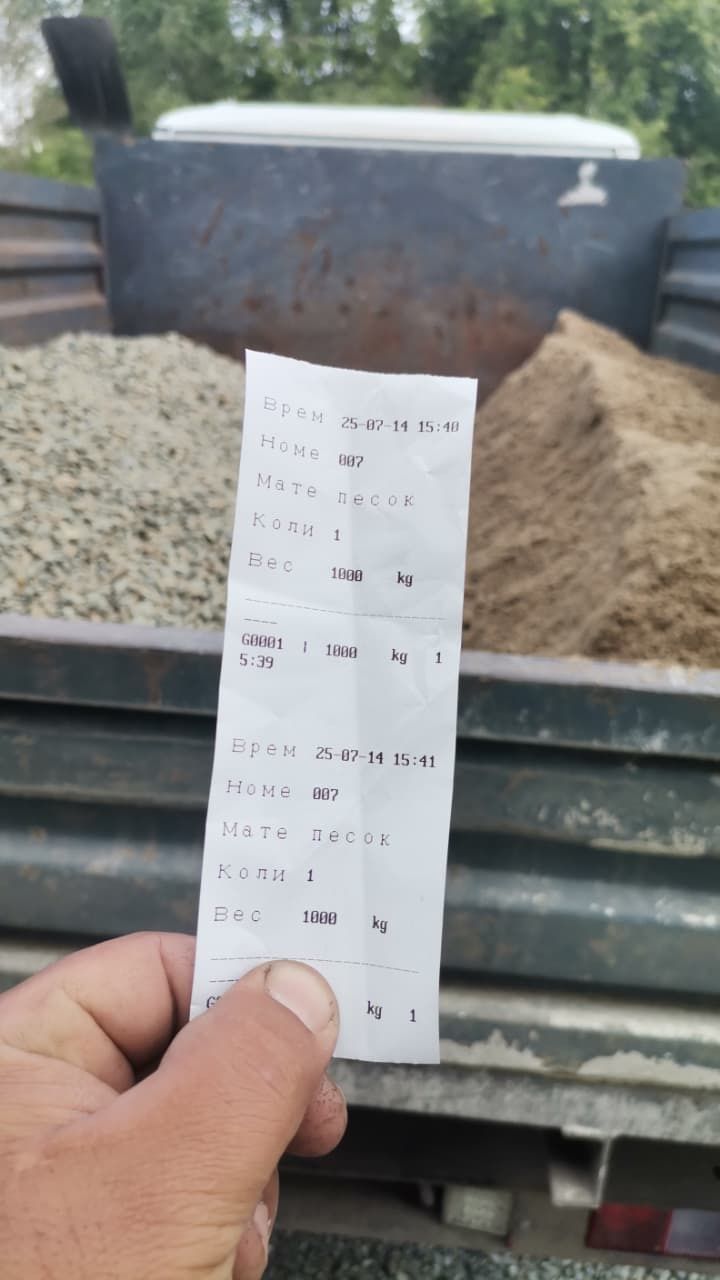 Врем 25-07-14 15:40
Номе 007
Мате песок
Коли 1
Вес 1000 kg
G0001 | 1000 kg 1
5:39
Врем 25-07-14 15:41
Номе 007
Мате песок
Коли 1
Вес 1000 kg
kg 1